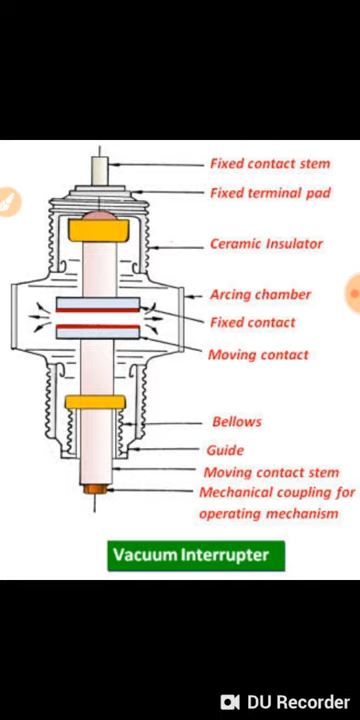 Fixed contact stem
Fixed terminal pad
Ceramic Insulator
Arcing chamber
Fixed contact
Moving contact
Bellows
Guide
Moving contact stem
Mechanical coupling for
operating mechanism
Vacuum Interrupter
DU Recorder